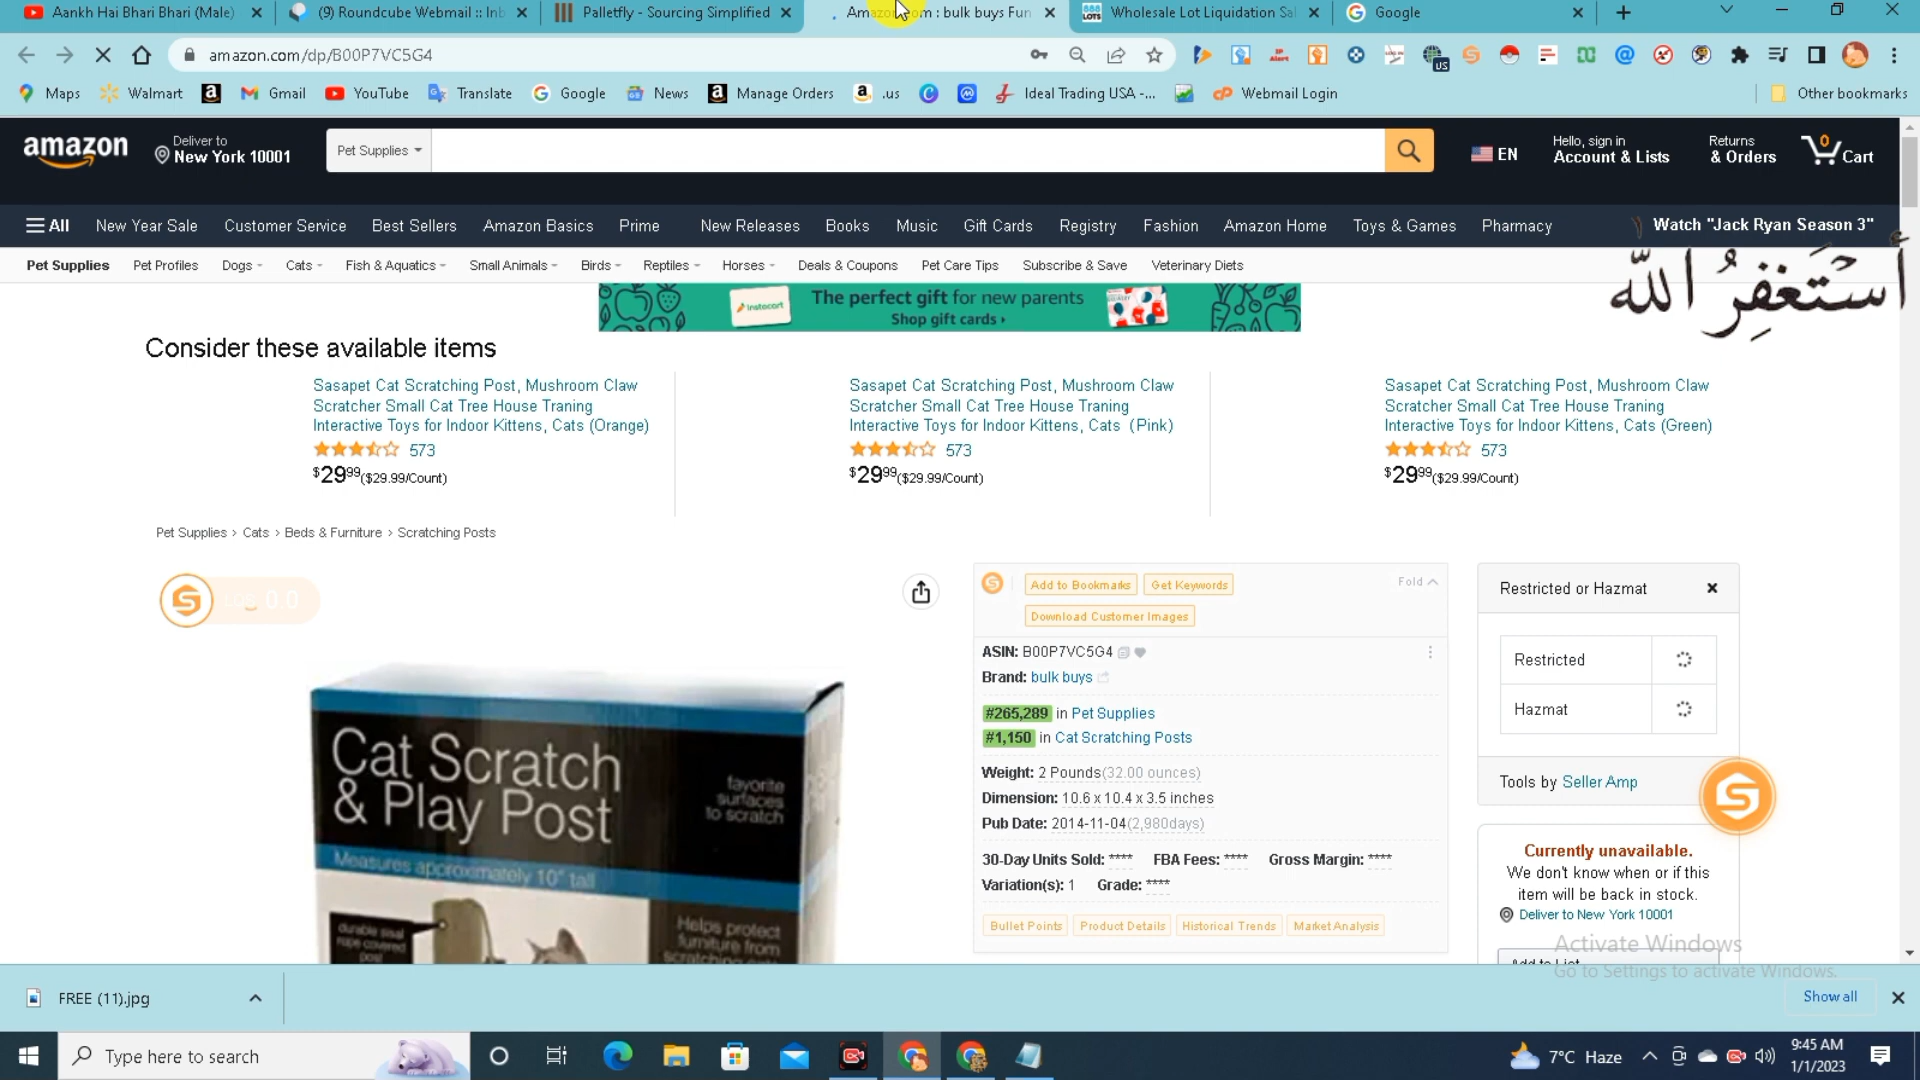 Aankh Hai Bhari Bhari (Male)
(9) Roundcube Webmail :: Inb
Palletfly - Sourcing Simplified
Amazon.com : bulk buys Fun
Wholesale Lot Liquidation Sal
Google
amazon.com/dp/B00P7VC5G4
Maps
Walmart
Gmail
YouTube
Translate
Google
News
Manage Orders
.us
Ideal Trading USA -...
Webmail Login
Other bookmarks
amazon
Deliver to
New York 10001
Pet Supplies
EN
Hello, sign in
Account & Lists
Returns
& Orders
0
Cart
All
New Year Sale
Customer Service
Best Sellers
Amazon Basics
Prime
New Releases
Books
Music
Gift Cards
Registry
Fashion
Amazon Home
Toys & Games
Pharmacy
Watch "Jack Ryan Season 3"
Pet Supplies
Pet Profiles
Dogs
Cats
Fish & Aquatics
Small Animals
Birds
Reptiles
Horses
Deals & Coupons
Pet Care Tips
Subscribe & Save
Veterinary Diets
أَسْتَغْفِرُ اللّٰه
instacart
The perfect gift for new parents
Shop gift cards ›
Consider these available items
Sasapet Cat Scratching Post, Mushroom Claw
Scratcher Small Cat Tree House Traning
Interactive Toys for Indoor Kittens, Cats (Orange)
573
$29.99($29.99/Count)
Sasapet Cat Scratching Post, Mushroom Claw
Scratcher Small Cat Tree House Traning
Interactive Toys for Indoor Kittens, Cats (Pink)
573
$29.99($29.99/Count)
Sasapet Cat Scratching Post, Mushroom Claw
Scratcher Small Cat Tree House Traning
Interactive Toys for Indoor Kittens, Cats (Green)
573
$29.99($29.99/Count)
Pet Supplies › Cats › Beds & Furniture › Scratching Posts
Cat Scratch
& Play Post
favorite
surfaces
to scratch
Measures approximately 10" tall
durable sisal
rope covered
post
Helps protect
furniture from
scratching cats
Add to Bookmarks
Get Keywords
Fold
Download Customer Images
ASIN: B00P7VC5G4
Brand: bulk buys
#265,289 in Pet Supplies
#1,150 in Cat Scratching Posts
Weight: 2 Pounds(32.00 ounces)
Dimension: 10.6 x 10.4 x 3.5 inches
Pub Date: 2014-11-04(2,980days)
30-Day Units Sold: **** FBA Fees: **** Gross Margin: ****
Variation(s): 1 Grade: ****
Bullet Points
Product Details
Historical Trends
Market Analysis
Restricted or Hazmat
Restricted
Hazmat
Tools by Seller Amp
Currently unavailable.
We don't know when or if this
item will be back in stock.
Deliver to New York 10001
Add to List
Activate Windows
Go to Settings to activate Windows.
FREE (11).jpg
Show all
Type here to search
7°C Haze
9:45 AM
1/1/2023